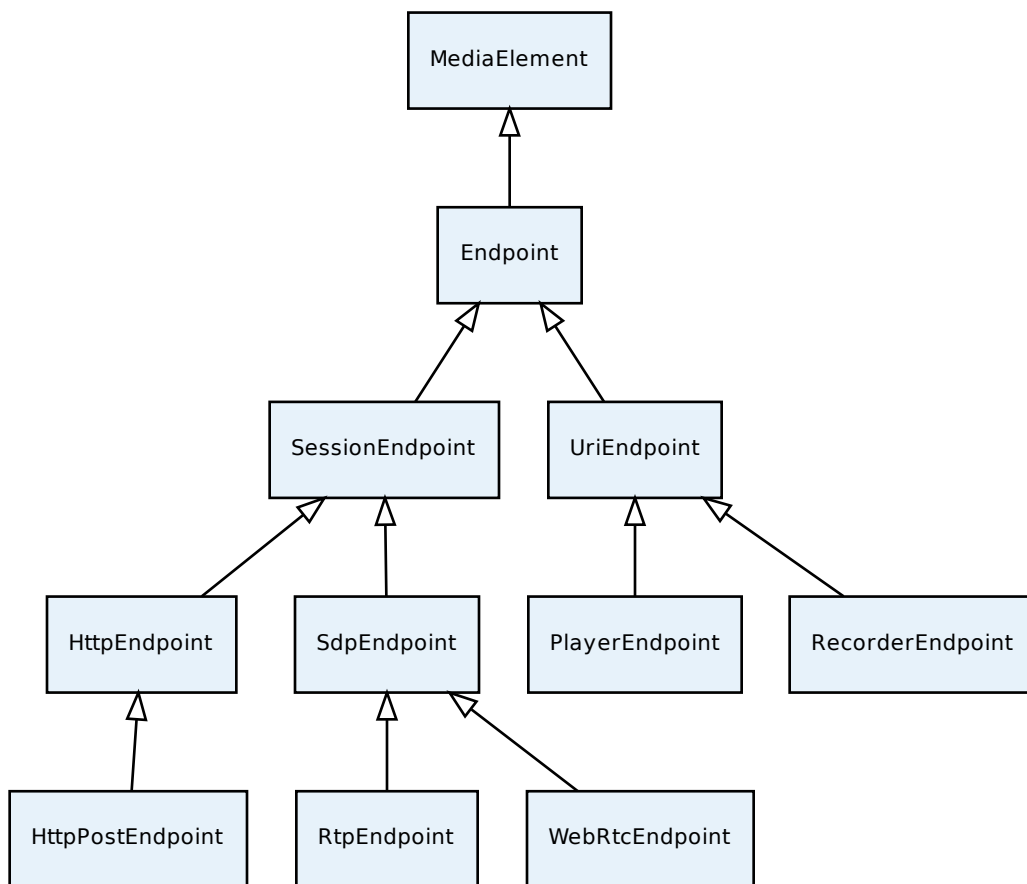 MediaElement
Endpoint
SessionEndpoint
UriEndpoint
HttpEndpoint
SdpEndpoint
PlayerEndpoint
RecorderEndpoint
HttpPostEndpoint
RtpEndpoint
WebRtcEndpoint